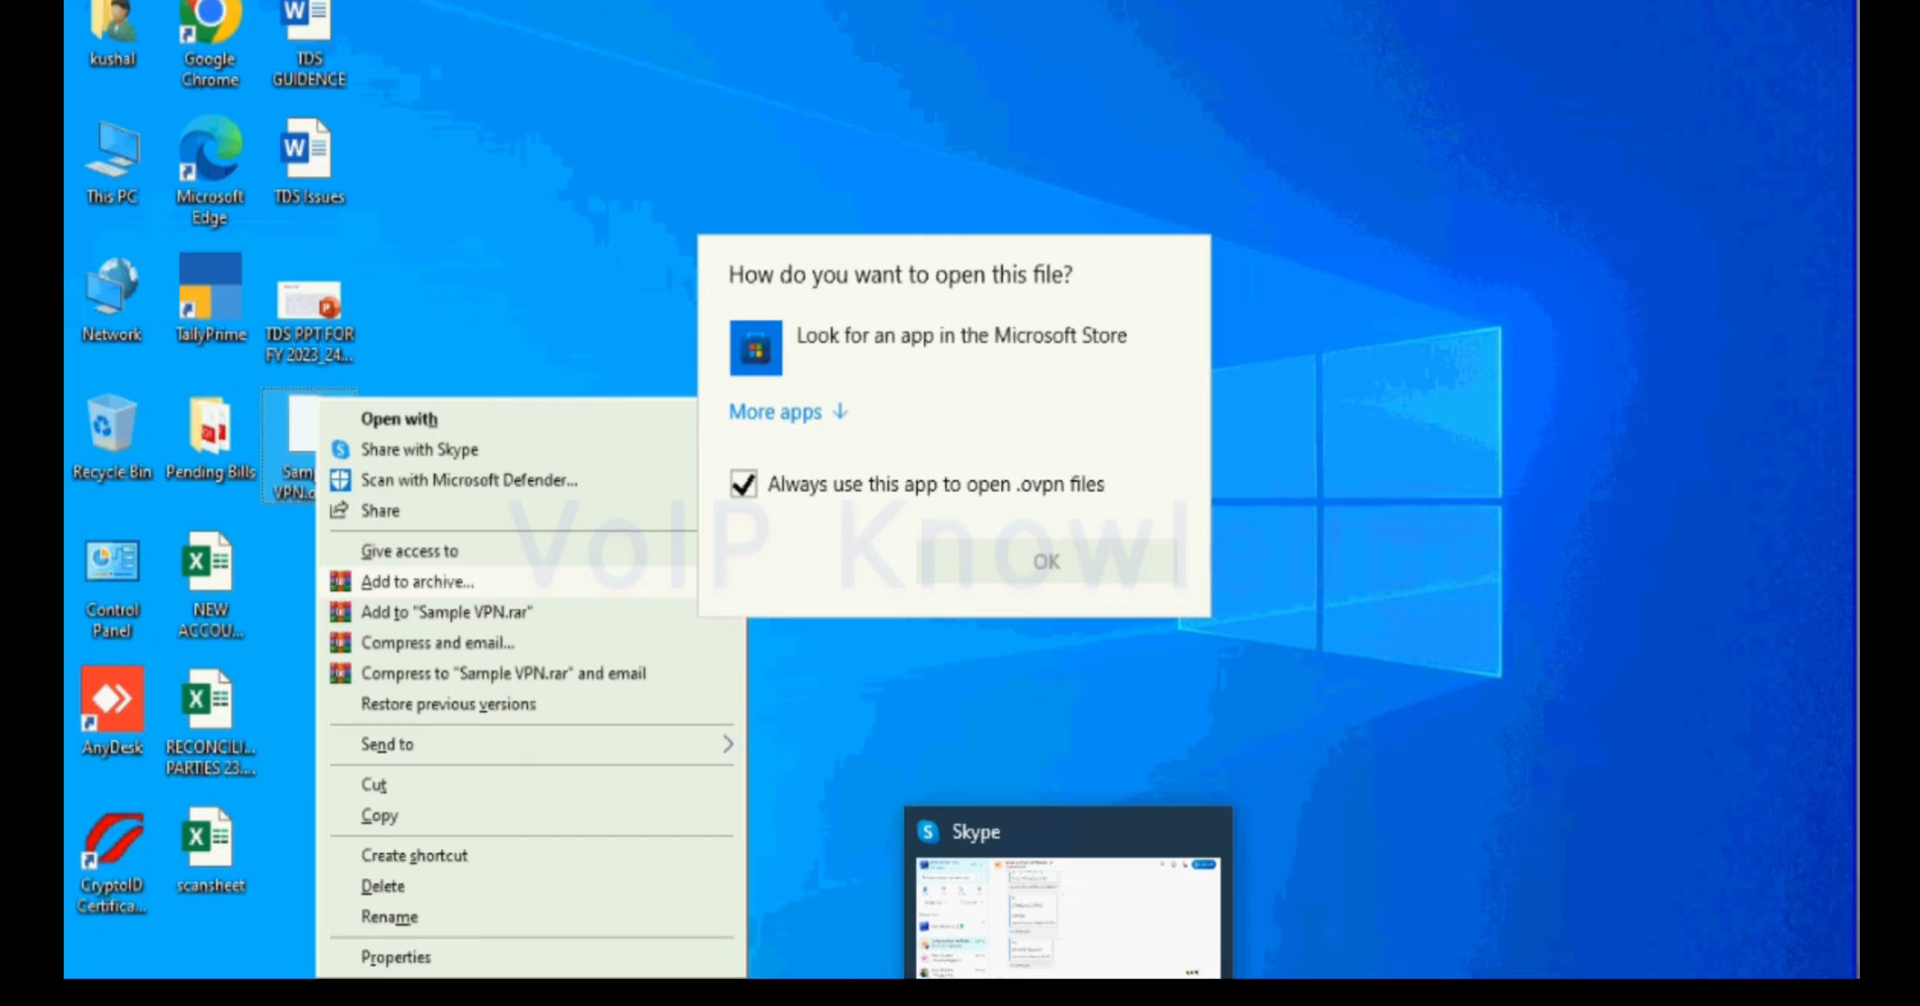 kushal
Google
Chrome
TDS
GUIDENCE
This PC
Microsoft
Edge
TDS Issues
Network
TallyPrime
TDS PPT FOR
FY 2023_24...
Recycle Bin
Pending Bills
Sam
VPN.o
Control
Panel
NEW
ACCOU...
AnyDesk
RECONCILI...
PARTIES 23....
CryptoID
Certifica...
scansheet
Open with
Share with Skype
Scan with Microsoft Defender...
Share
Give access to
Add to archive...
Add to "Sample VPN.rar"
Compress and email...
Compress to "Sample VPN.rar" and email
Restore previous versions
Send to
Cut
Copy
Create shortcut
Delete
Rename
Properties
How do you want to open this file?
Look for an app in the Microsoft Store
More apps
Always use this app to open .ovpn files
OK
VoIP Knowl
Skype